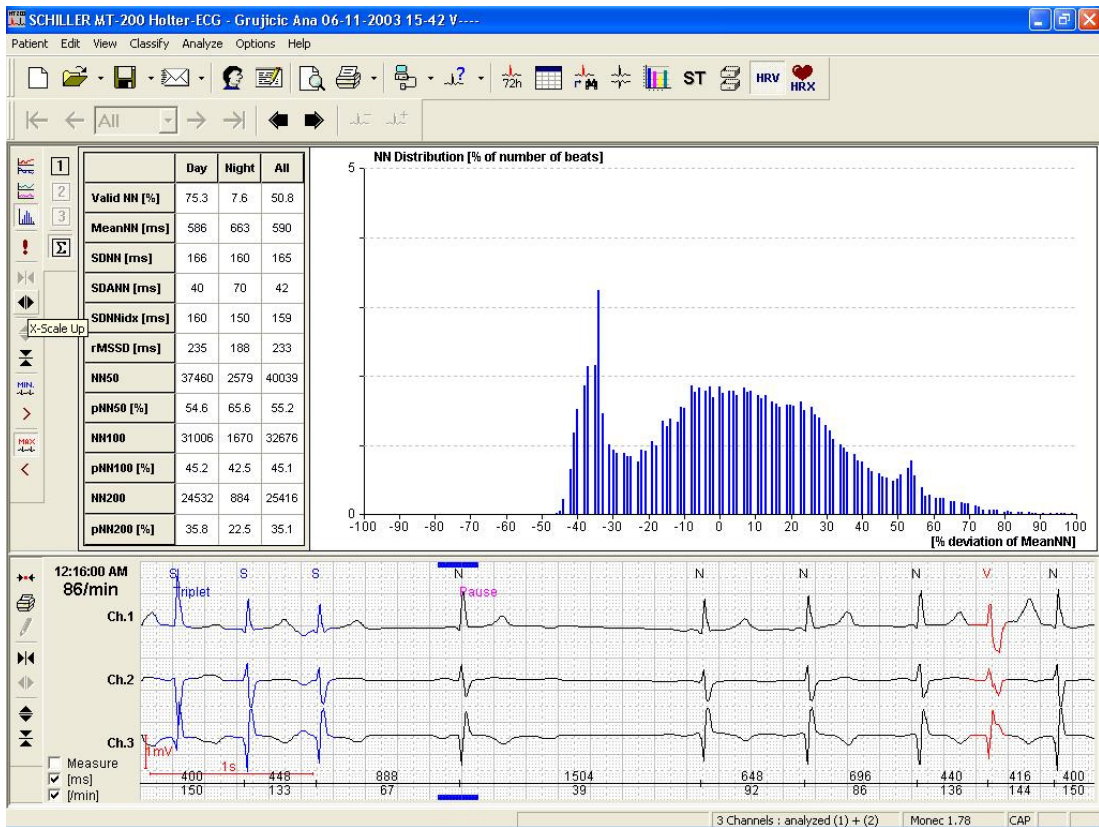 SCHILLER MT-200 Holter-ECG - Grujicic Ana 06-11-2003 15-42 V----
Patient Edit View Classify Analyze Options Help
72h ST HRV HRX
All
1
2
3
Σ
Day Night All
Valid NN [%] 75.3 7.6 50.8
MeanNN [ms] 586 663 590
SDNN [ms] 166 160 165
SDANN [ms] 40 70 42
SDNNidx [ms] 160 150 159
rMSSD [ms] 235 188 233
NN50 37460 2579 40039
pNN50 [%] 54.6 65.6 55.2
NN100 31006 1670 32676
pNN100 [%] 45.2 42.5 45.1
NN200 24532 884 25416
pNN200 [%] 35.8 22.5 35.1
X-Scale Up
MIN.
MAX
NN Distribution [% of number of beats]
5
0
-100 -90 -80 -70 -60 -50 -40 -30 -20 -10 0 10 20 30 40 50 60 70 80 90 100
[% deviation of MeanNN]
12:16:00 AM
86/min
S S S N N N N V N
Triplet Pause
Ch.1
Ch.2
Ch.3
1mV
1s
Measure
[ms]
[/min]
400 448 888 1504 648 696 440 416 400
150 133 67 39 92 86 136 144 150
3 Channels : analyzed (1) + (2) Monec 1.78 CAP